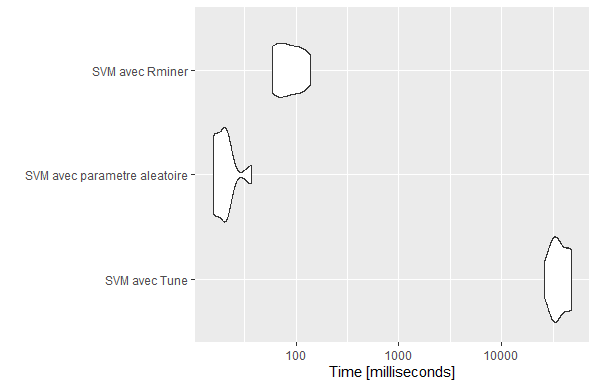 SVM avec Rminer
SVM avec parametre aleatoire
SVM avec Tune
100 1000 10000
Time [milliseconds]